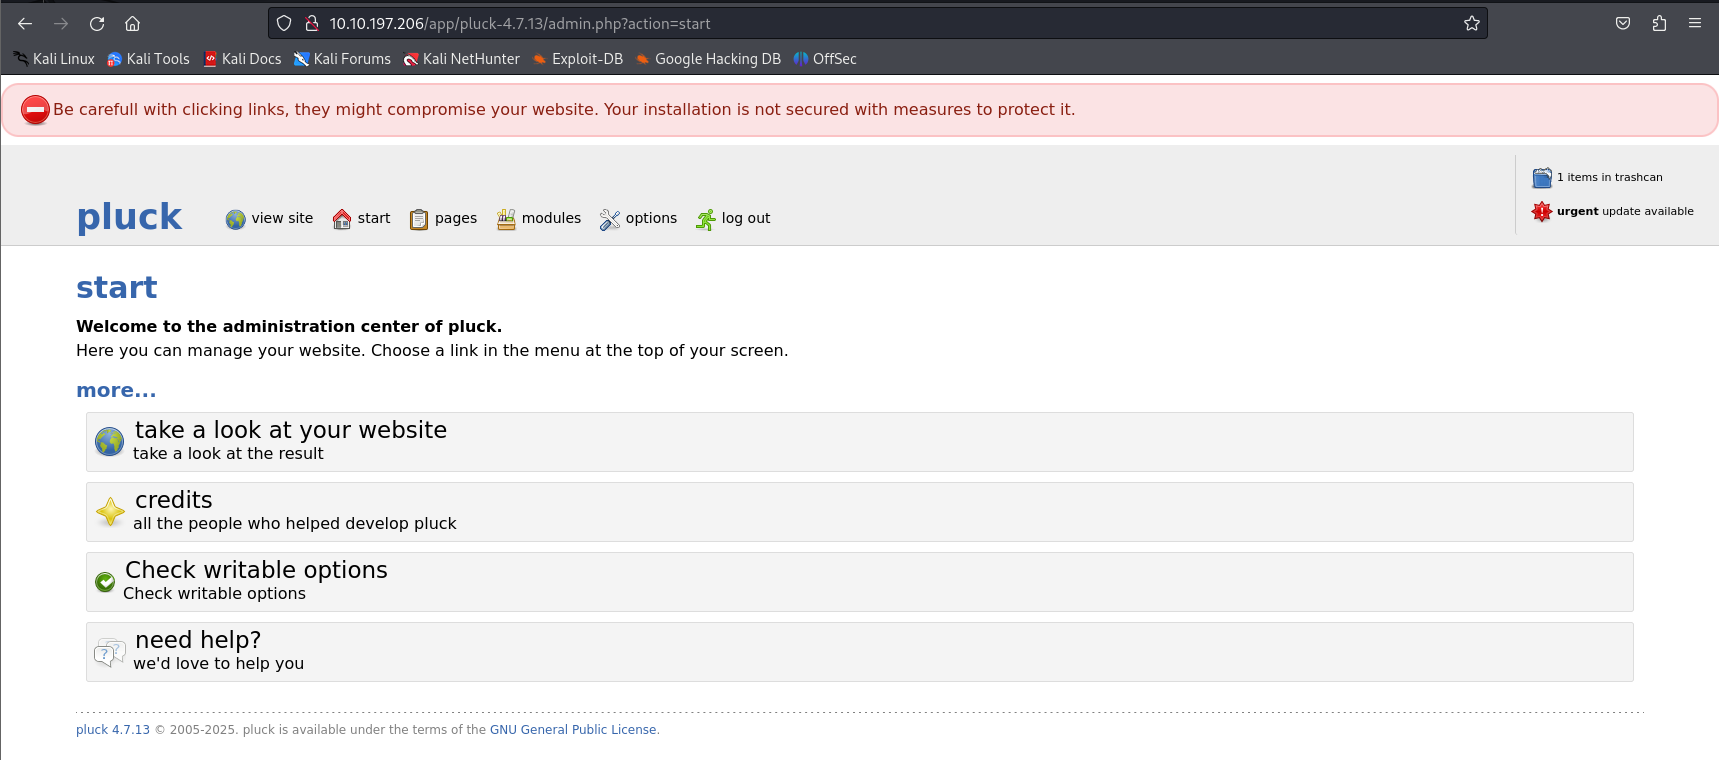 10.10.197.206/app/pluck-4.7.13/admin.php?action=start
Kali Linux Kali Tools Kali Docs Kali Forums Kali NetHunter Exploit-DB Google Hacking DB OffSec
Be carefull with clicking links, they might compromise your website. Your installation is not secured with measures to protect it.
1 items in trashcan
urgent update available
pluck view site start pages modules options log out
start
Welcome to the administration center of pluck.
Here you can manage your website. Choose a link in the menu at the top of your screen.
more...
take a look at your website
take a look at the result
credits
all the people who helped develop pluck
Check writable options
Check writable options
need help?
we'd love to help you
pluck 4.7.13 © 2005-2025. pluck is available under the terms of the GNU General Public License.